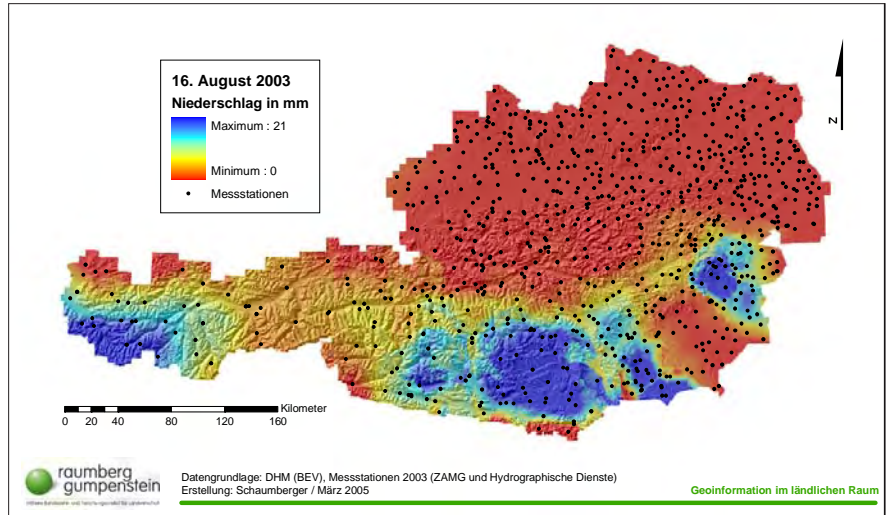 16. August 2003
Niederschlag in mm
Maximum : 21
Minimum : 0
Messstationen
z
Kilometer
0 20 40 80 120 160
raumberg
gumpenstein
Datengrundlage: DHM (BEV), Messstationen 2003 (ZAMG und Hydrographische Dienste)
Erstellung: Schaumberger / März 2005
Geoinformation im ländlichen Raum